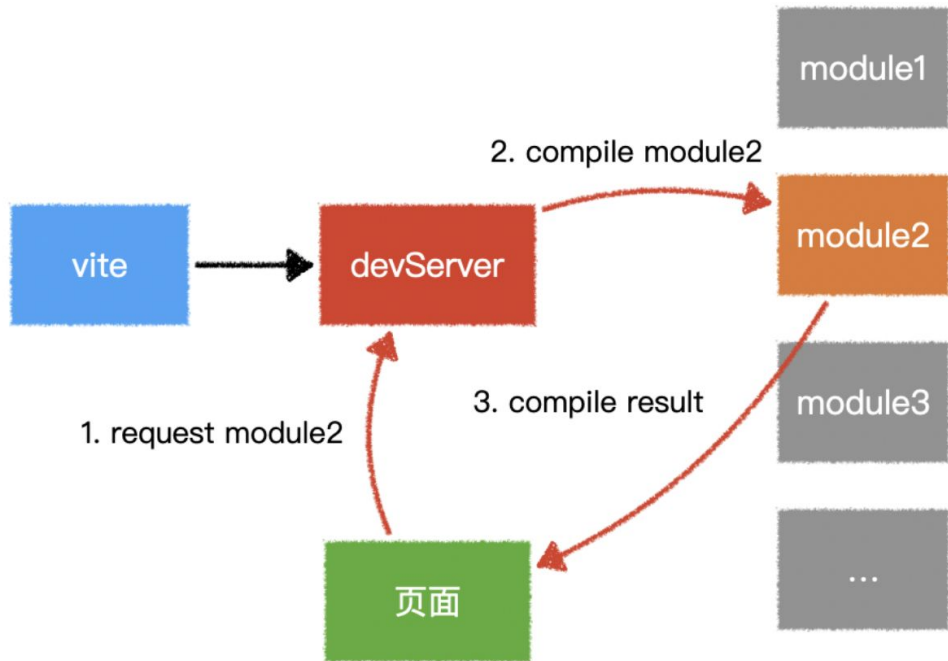 module1
2. compile module2
vite
devServer
module2
1. request module2
3. compile result
module3
页面
...